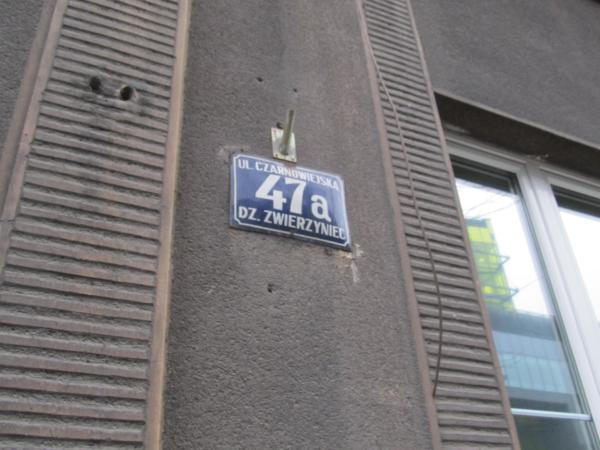 UL. CZARNOWIEJSKA
47a
DZ. ZWIERZYNIEC